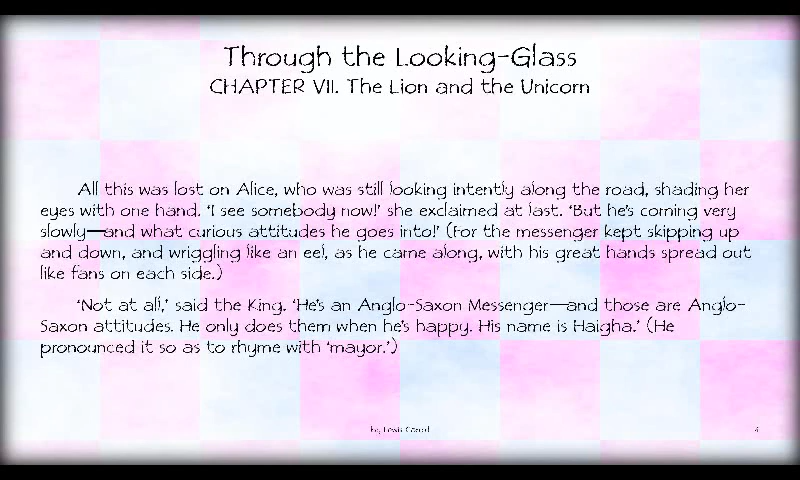 Through the Looking-Glass
CHAPTER VII. The Lion and the Unicorn
All this was lost on Alice, who was still looking intently along the road, shading her
eyes with one hand. ‘I see somebody now!’ she exclaimed at last. ‘But he’s coming very
slowly—and what curious attitudes he goes into!’ (For the messenger kept skipping up
and down, and wriggling like an eel, as he came along, with his great hands spread out
like fans on each side.)
‘Not at all,’ said the King. ‘He’s an Anglo-Saxon Messenger—and those are Anglo-
Saxon attitudes. He only does them when he’s happy. His name is Haigha.’ (He
pronounced it so as to rhyme with ‘mayor.’)
by Lewis Carroll